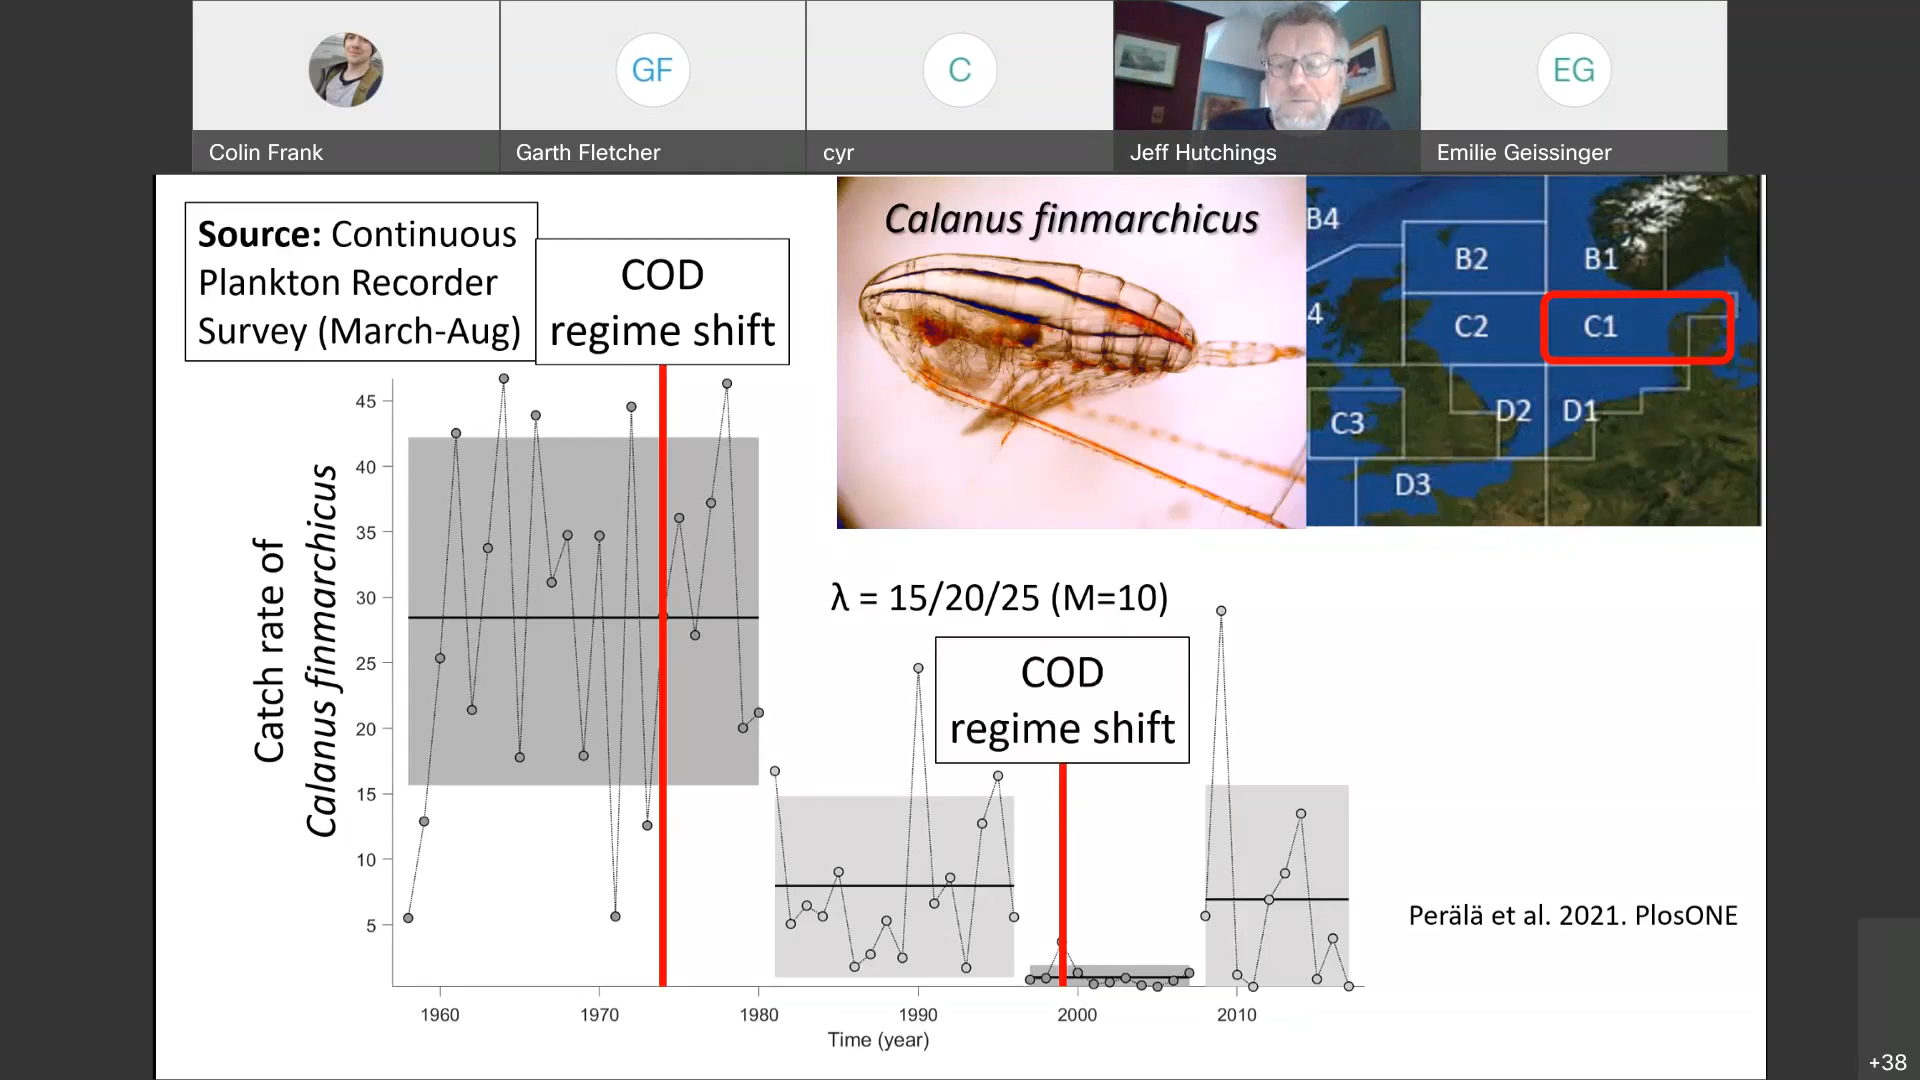 GF
C
EG
Colin Frank
Garth Fletcher
cyr
Jeff Hutchings
Emilie Geissinger
Source: Continuous
Plankton Recorder
Survey (March-Aug)
COD
regime shift
Calanus finmarchicus
B4
B2
B1
4
C2
C1
C3
D2
D1
D3
Catch rate of
Calanus finmarchicus
45
40
35
30
25
20
15
10
5
λ = 15/20/25 (M=10)
COD
regime shift
1960
1970
1980
1990
2000
2010
Time (year)
Perälä et al. 2021. PlosONE
+38